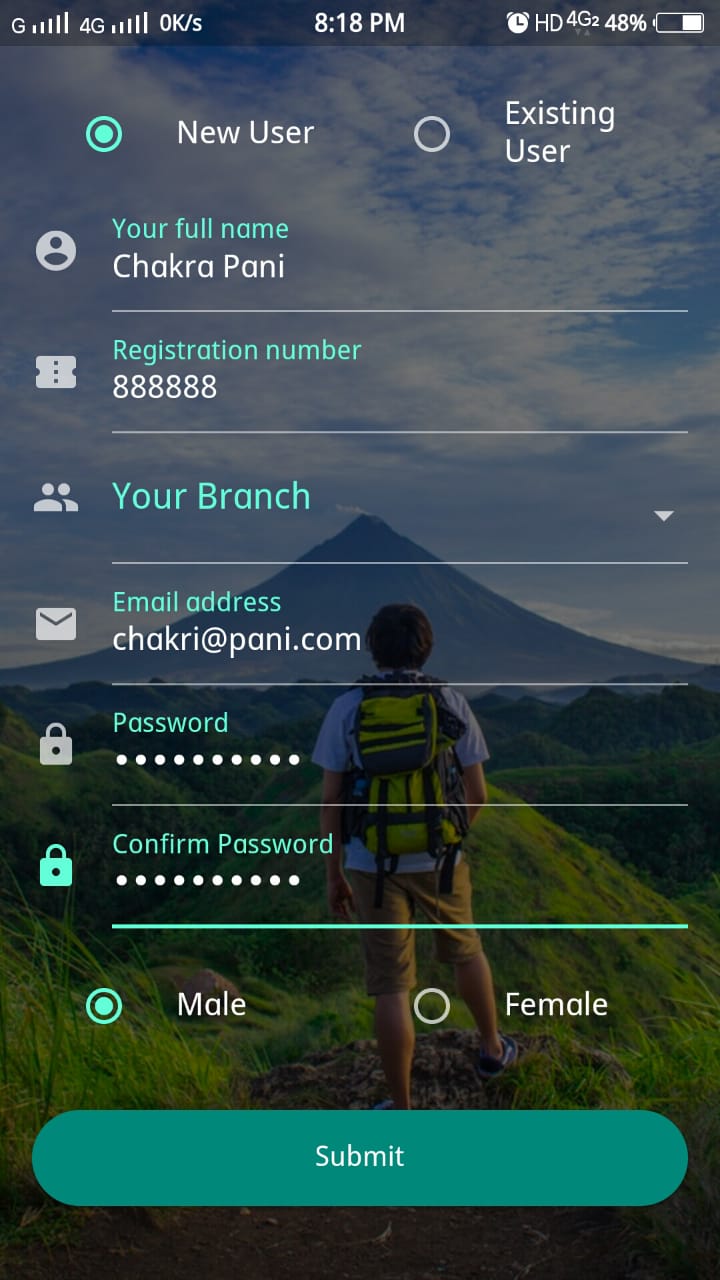 G 4G 0K/s 8:18 PM HD 4G2 48%
New User
Existing
User
Your full name
Chakra Pani
Registration number
888888
Your Branch
Email address
chakri@pani.com
Password
••••••••••
Confirm Password
••••••••••
Male Female
Submit